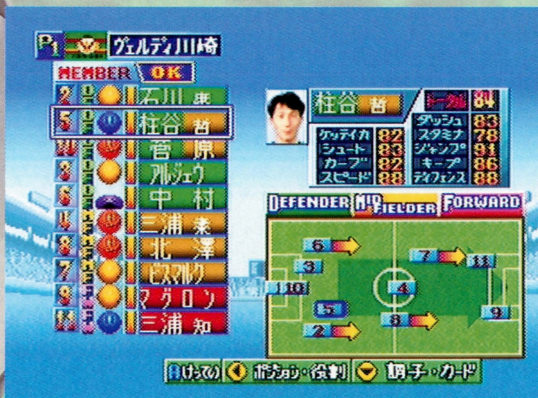 P1 ヴェルディ川崎
MEMBER OK
2 石川 康
5 柱谷 哲
菅原
アルジェウ
6 中村
三浦 泰
8 北澤
7 ビスマルク
9 マグロン
11 三浦 知
柱谷 哲 トータル 84
ダッシュ 83
ケッテイカ 82 スタミナ 78
シュート 83 ジャンプ 91
カーブ 82 キープ 86
スピード 88 ディフェンス 88
DEFENDER MID FIELDER FORWARD
6 7 11
3
1 10 4
5
2 8 9
けってい ポジション・役割 調子・カード